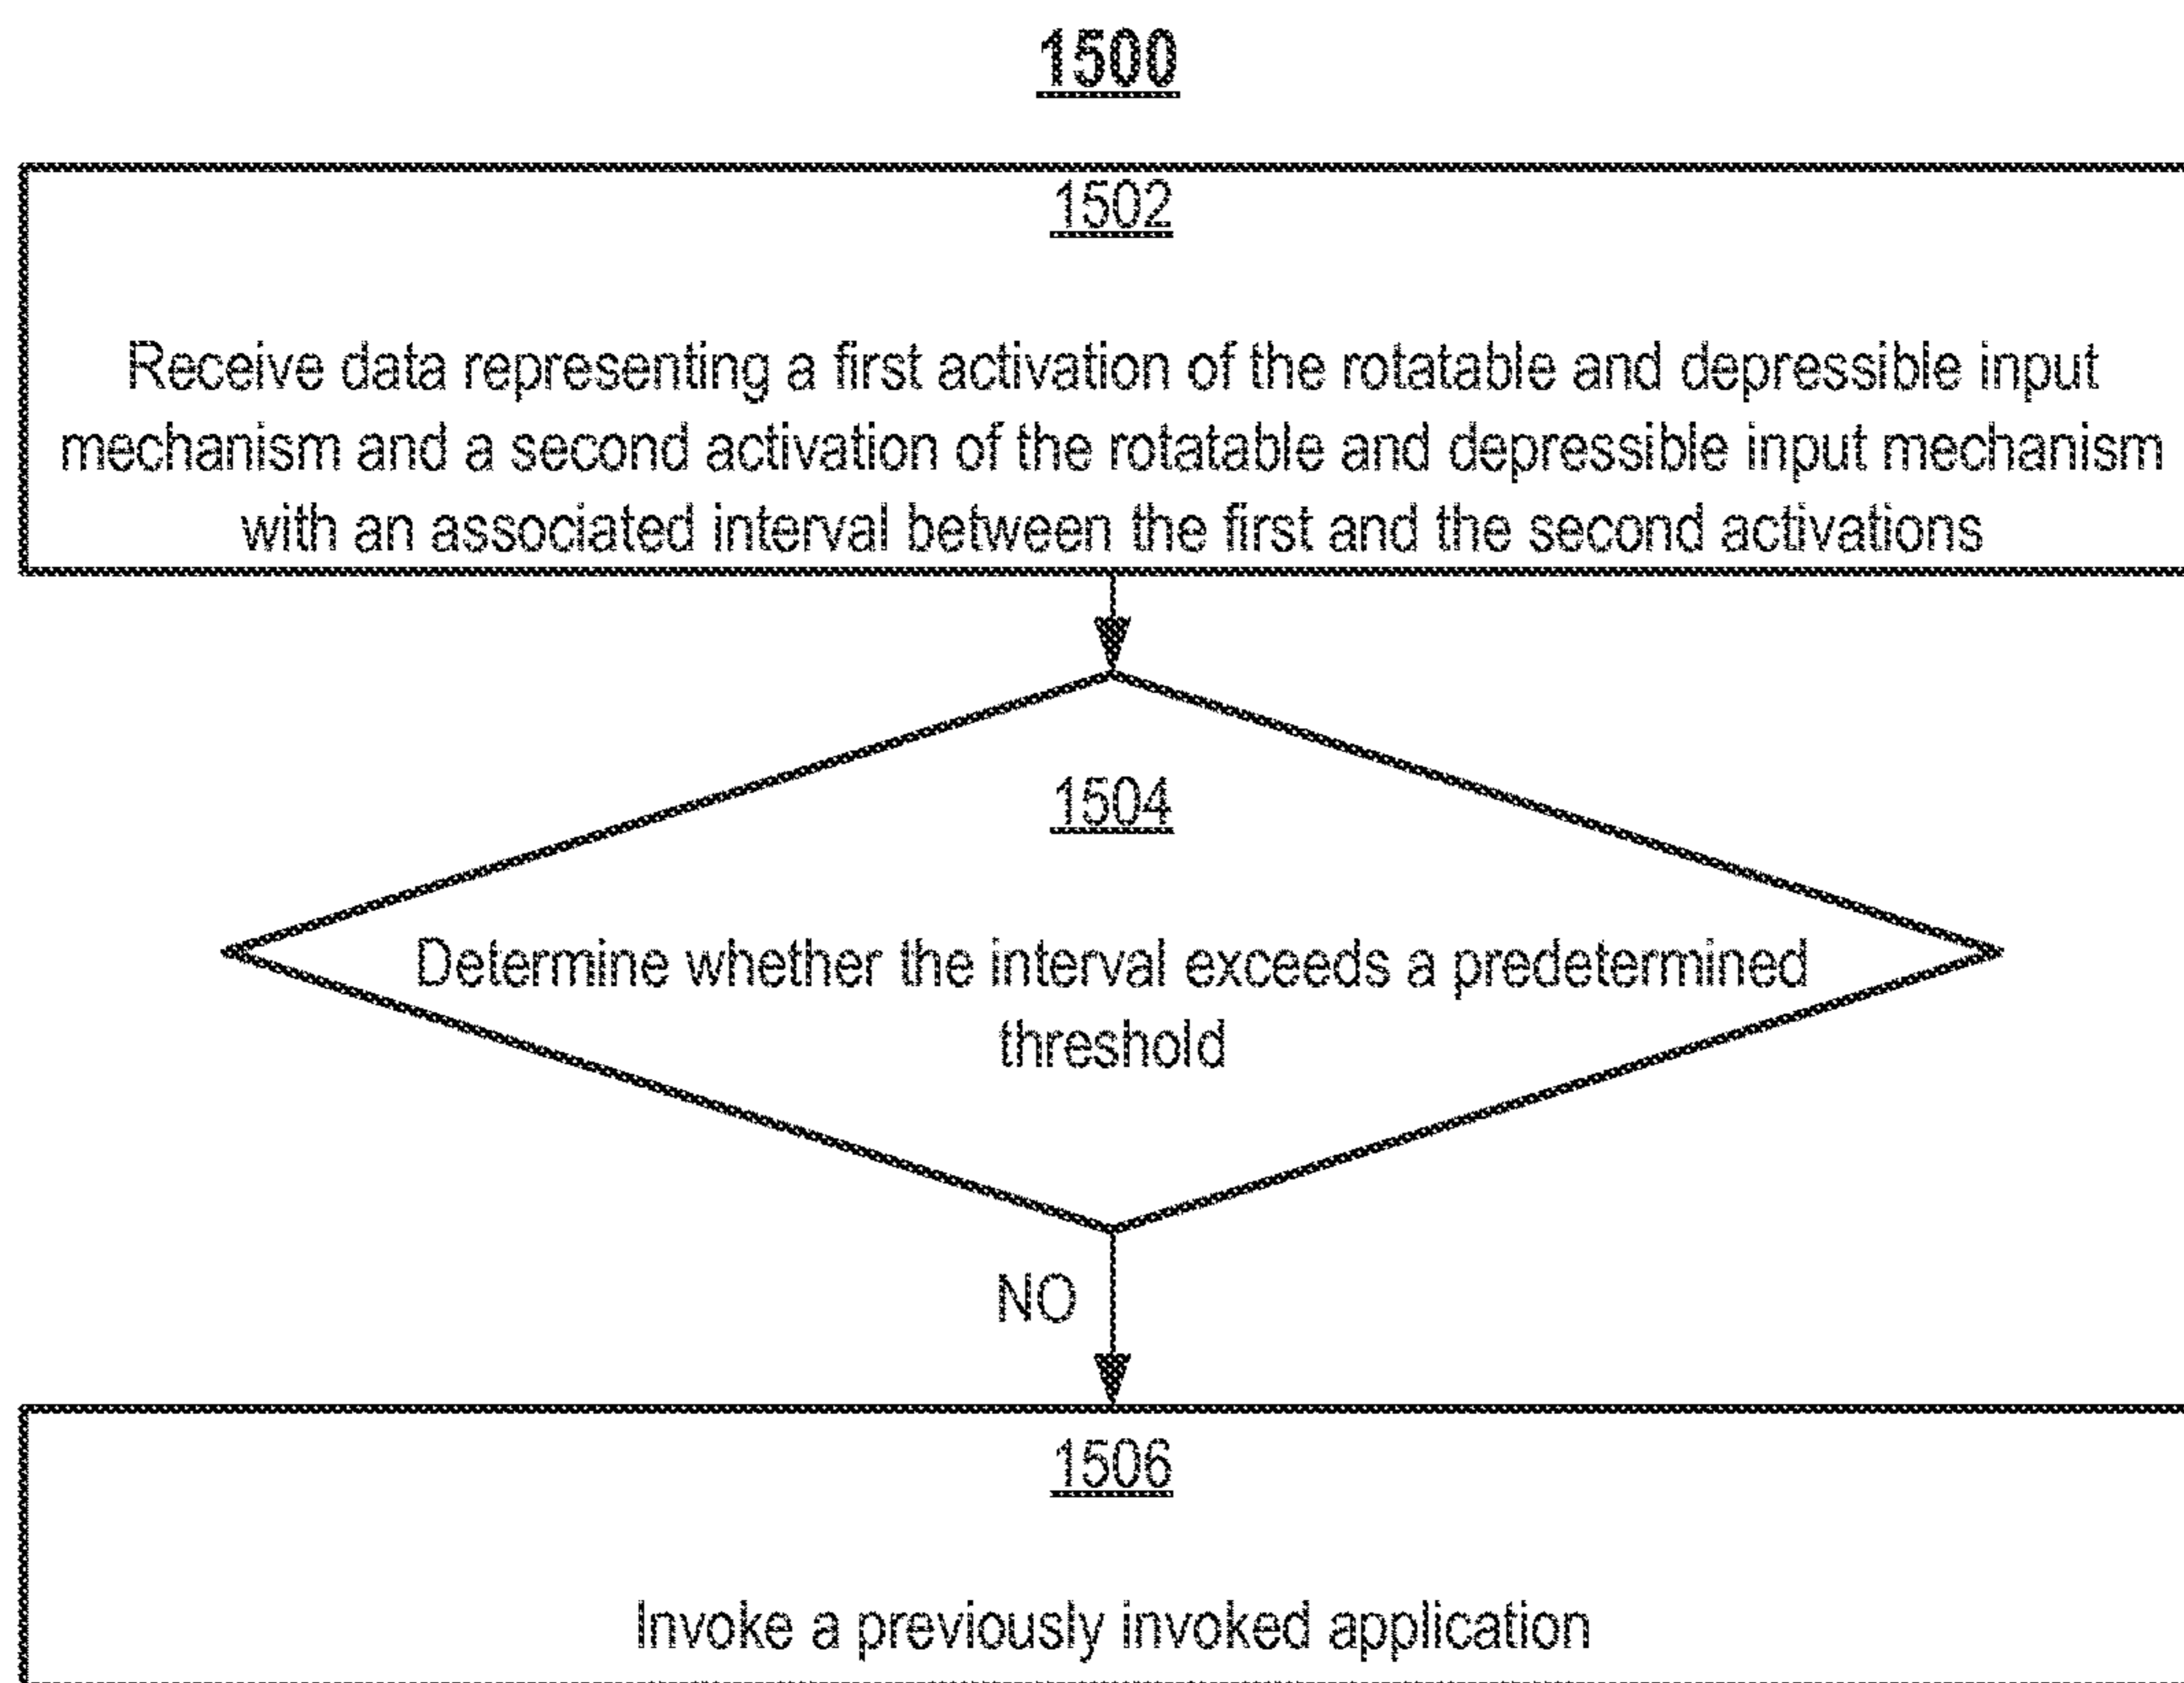 1500
1502
Receive data representing a first activation of the rotatable and depressible input
mechanism and a second activation of the rotatable and depressible input mechanism
with an associated interval between the first and the second activations
1504
Determine whether the interval exceeds a predetermined
threshold
NO
1506
Invoke a previously invoked application